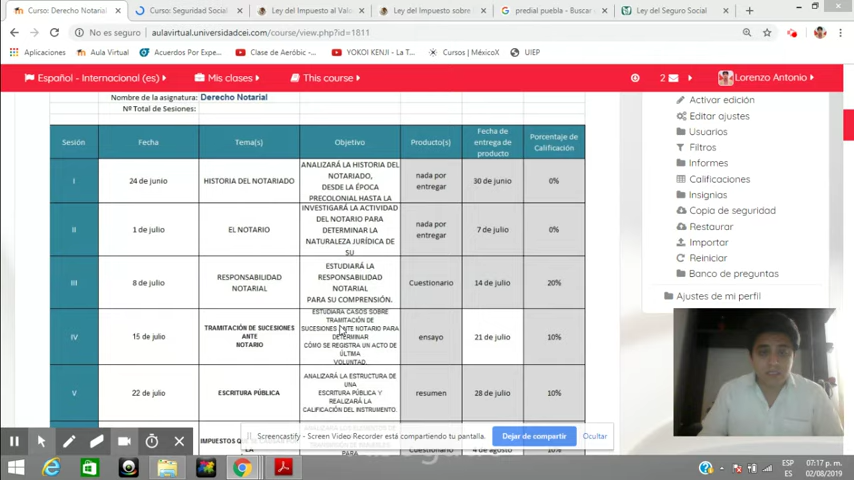 Curso: Derecho Notarial
Curso: Seguridad Social
Ley del Impuesto al Valo
Ley del Impuesto sobre
predial puebla - Buscar
Ley del Seguro Social
No es seguro | aulavirtual.universidadcei.com/course/view.php?id=1811
Aplicaciones
Aula Virtual
Acuerdos Por Expe...
Clase de Aeróbic...
YOKOI KENJI - La T...
Cursos | MéxicoX
UIEP
Español - Internacional (es)
Mis clases
This course
2
Lorenzo Antonio
Nombre de la asignatura: Derecho Notarial
Nº Total de Sesiones:
Sesión
Fecha
Tema(s)
Objetivo
Producto(s)
Fecha de
entrega de
producto
Porcentaje de
Calificación
I
24 de junio
HISTORIA DEL NOTARIADO
ANALIZARÁ LA HISTORIA DEL
NOTARIADO,
DESDE LA ÉPOCA
PRECOLONIAL HASTA LA
nada por
entregar
30 de junio
0%
II
1 de julio
EL NOTARIO
INVESTIGARÁ LA ACTIVIDAD
DEL NOTARIO PARA
DETERMINAR LA
NATURALEZA JURÍDICA DE
SU
nada por
entregar
7 de julio
0%
III
8 de julio
RESPONSABILIDAD
NOTARIAL
ESTUDIARÁ LA
RESPONSABILIDAD
NOTARIAL
PARA SU COMPRENSIÓN.
Cuestionario
14 de julio
20%
IV
15 de julio
TRAMITACIÓN DE SUCESIONES
ANTE
NOTARIO
ESTUDIARÁ CASOS SOBRE
TRAMITACIÓN DE
SUCESIONES ANTE NOTARIO PARA
DETERMINAR
CÓMO SE REGISTRA UN ACTO DE
ÚLTIMA
VOLUNTAD.
ensayo
21 de julio
10%
V
22 de julio
ESCRITURA PÚBLICA
ANALIZARÁ LA ESTRUCTURA DE
UNA
ESCRITURA PÚBLICA Y
REALIZARÁ LA
CALIFICACIÓN DEL INSTRUMENTO.
resumen
28 de julio
10%
IMPUESTOS
LA
PARA
Cuestionario
4 de agosto
10%
Activar edición
Editar ajustes
Usuarios
Filtros
Informes
Calificaciones
Insignias
Copia de seguridad
Restaurar
Importar
Reiniciar
Banco de preguntas
Ajustes de mi perfil
Screencastify - Screen Video Recorder está compartiendo tu pantalla.
Dejar de compartir
Ocultar
ESP
ES
07:17 p. m.
02/08/2019